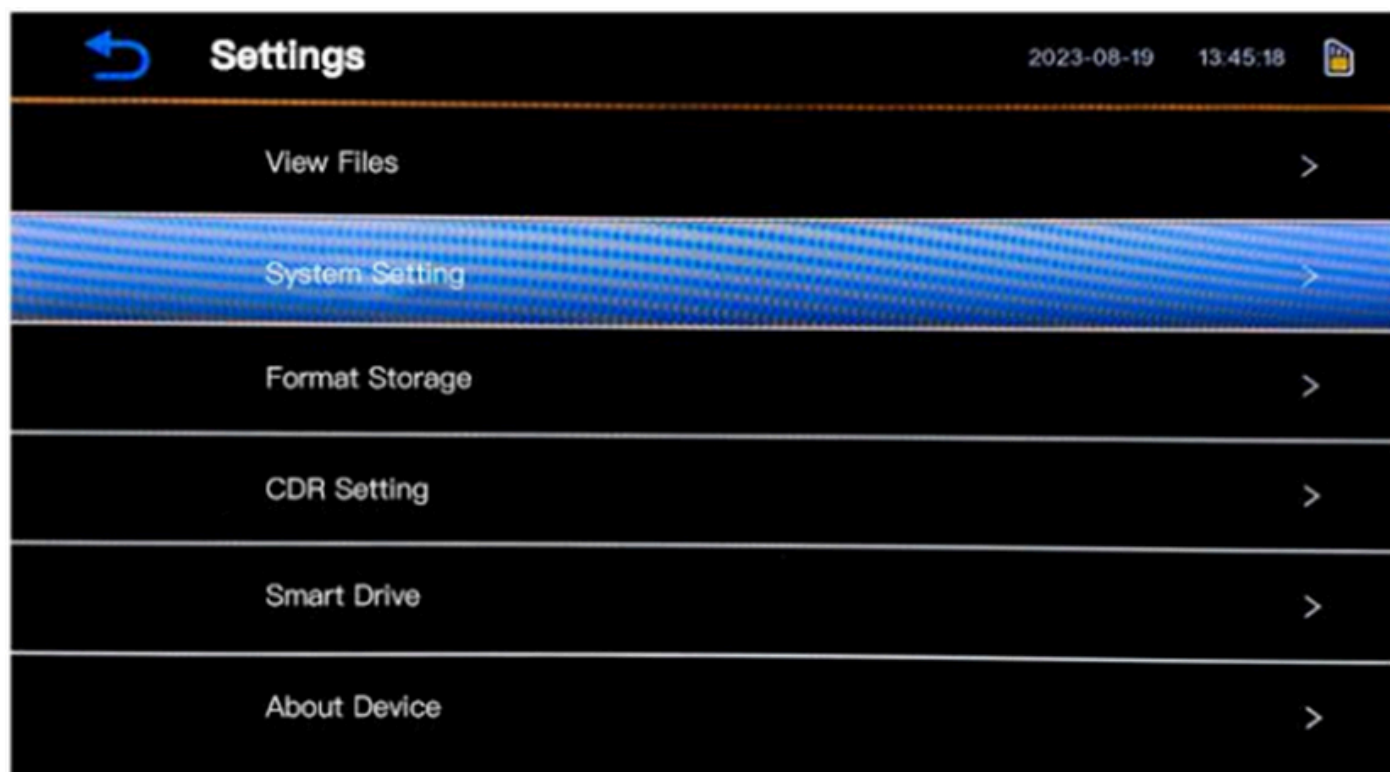 Settings 2023-08-19 13:45:18
View Files
System Setting
Format Storage
CDR Setting
Smart Drive
About Device